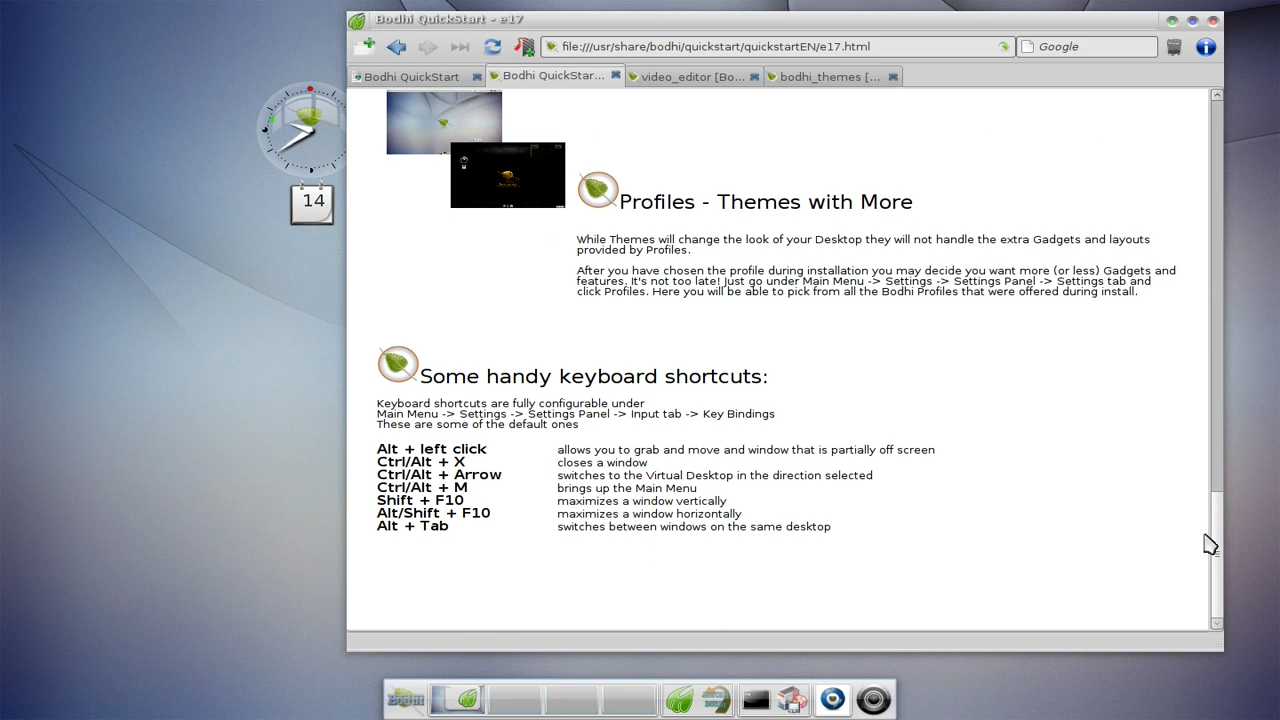 Bodhi QuickStart - e17
file:///usr/share/bodhi/quickstart/quickstartEN/e17.html
Google
Bodhi QuickStart
Bodhi QuickStar...
video_editor [Bo...
bodhi_themes [...
14
Profiles - Themes with More
While Themes will change the look of your Desktop they will not handle the extra Gadgets and layouts
provided by Profiles.
After you have chosen the profile during installation you may decide you want more (or less) Gadgets and
features. It's not too late! Just go under Main Menu -> Settings -> Settings Panel -> Settings tab and
click Profiles. Here you will be able to pick from all the Bodhi Profiles that were offered during install.
Some handy keyboard shortcuts:
Keyboard shortcuts are fully configurable under
Main Menu -> Settings -> Settings Panel -> Input tab -> Key Bindings
These are some of the default ones
Alt + left click allows you to grab and move and window that is partially off screen
Ctrl/Alt + X closes a window
Ctrl/Alt + Arrow switches to the Virtual Desktop in the direction selected
Ctrl/Alt + M brings up the Main Menu
Shift + F10 maximizes a window vertically
Alt/Shift + F10 maximizes a window horizontally
Alt + Tab switches between windows on the same desktop
Bodhi